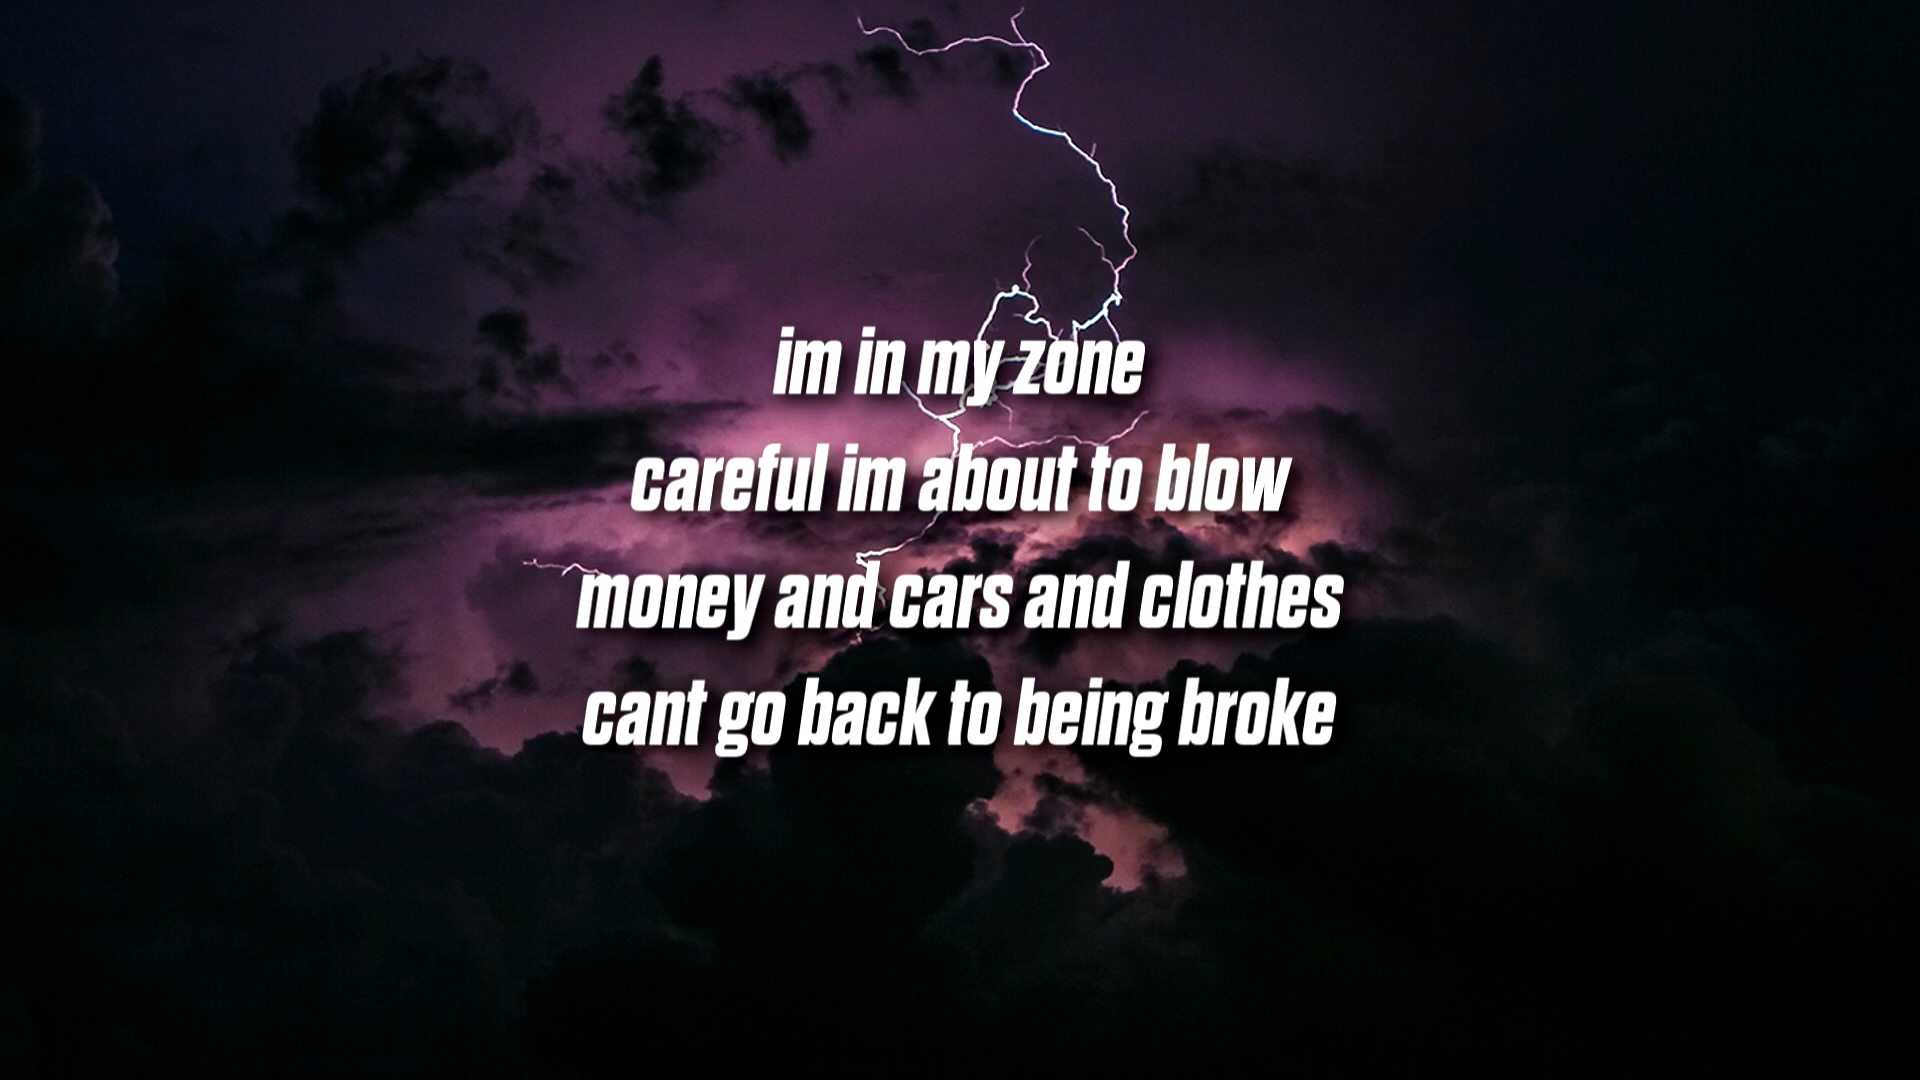 im in my zone
careful im about to blow
money and cars and clothes
cant go back to being broke